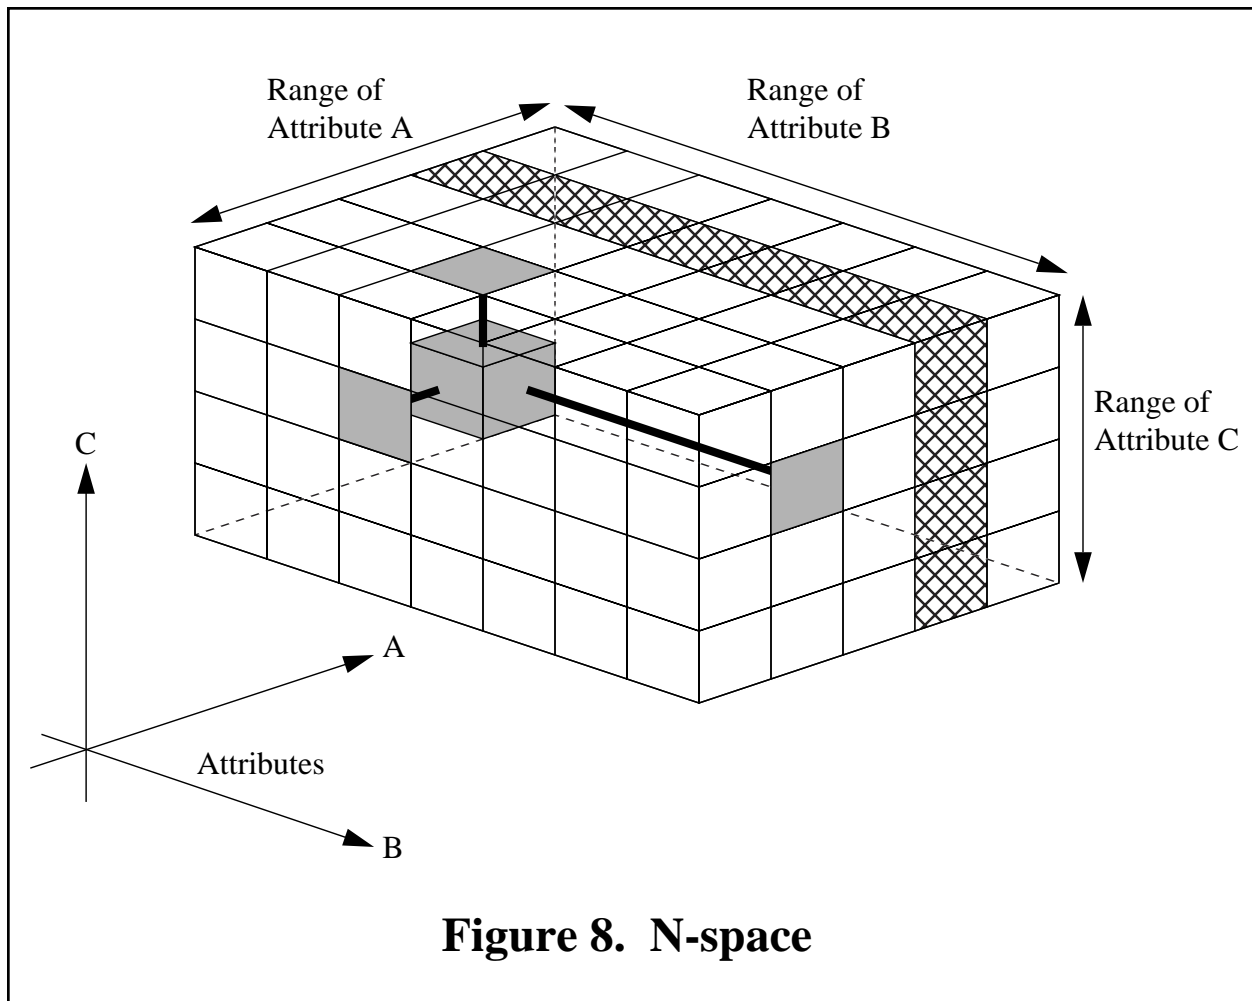 Range of
Attribute A
Range of
Attribute B
Range of
Attribute C
C
A
Attributes
B
Figure 8. N-space